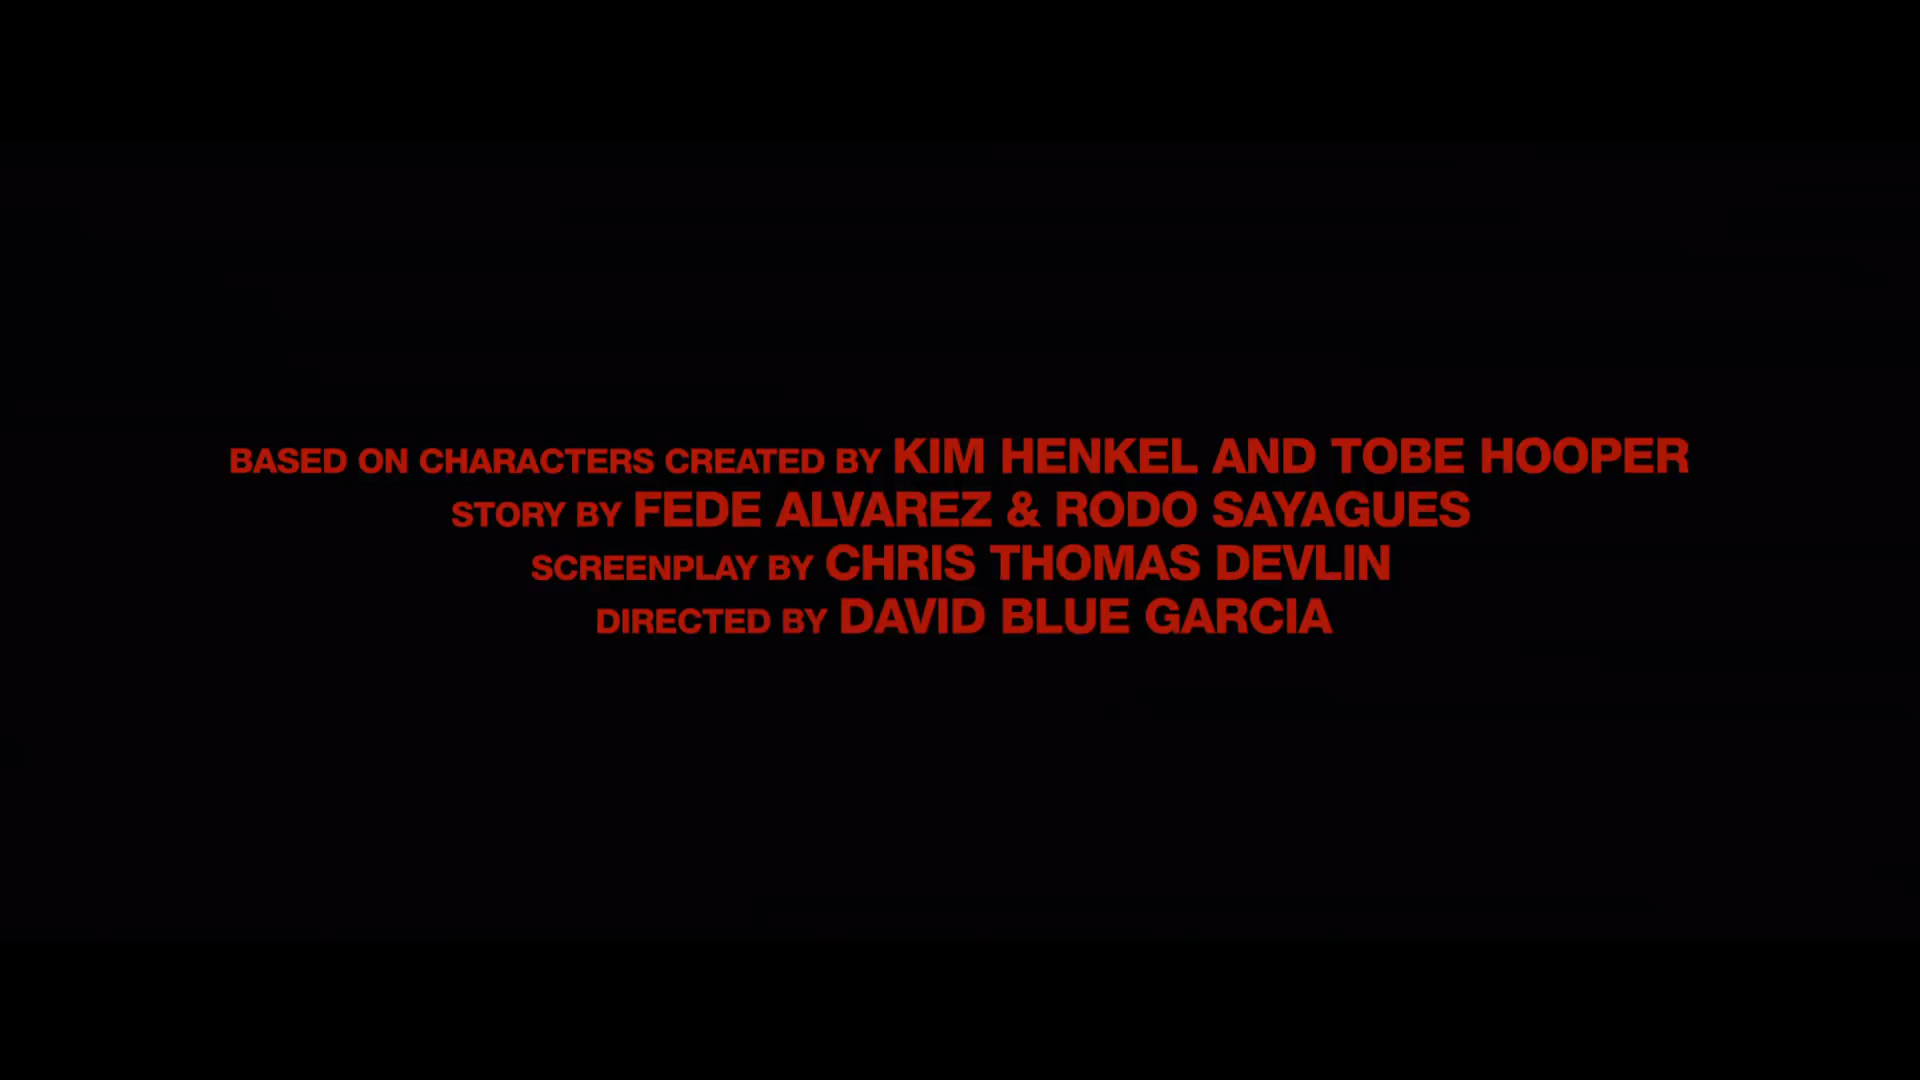 BASED ON CHARACTERS CREATED BY KIM HENKEL AND TOBE HOOPER
STORY BY FEDE ALVAREZ & RODO SAYAGUES
SCREENPLAY BY CHRIS THOMAS DEVLIN
DIRECTED BY DAVID BLUE GARCIA